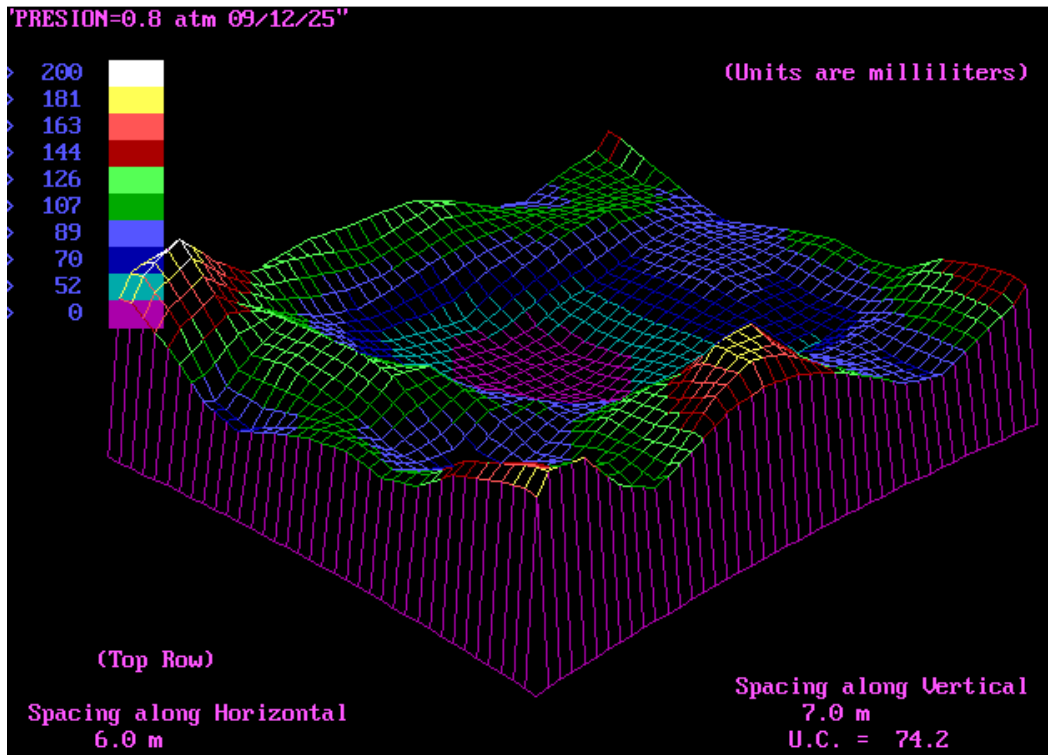 "PRESION=0.8 atm 09/12/25"
(Units are milliliters)
> 200
> 181
> 163
> 144
> 126
> 107
> 89
> 70
> 52
> 0
(Top Row)
Spacing along Horizontal
6.0 m
Spacing along Vertical
7.0 m
U.C. = 74.2